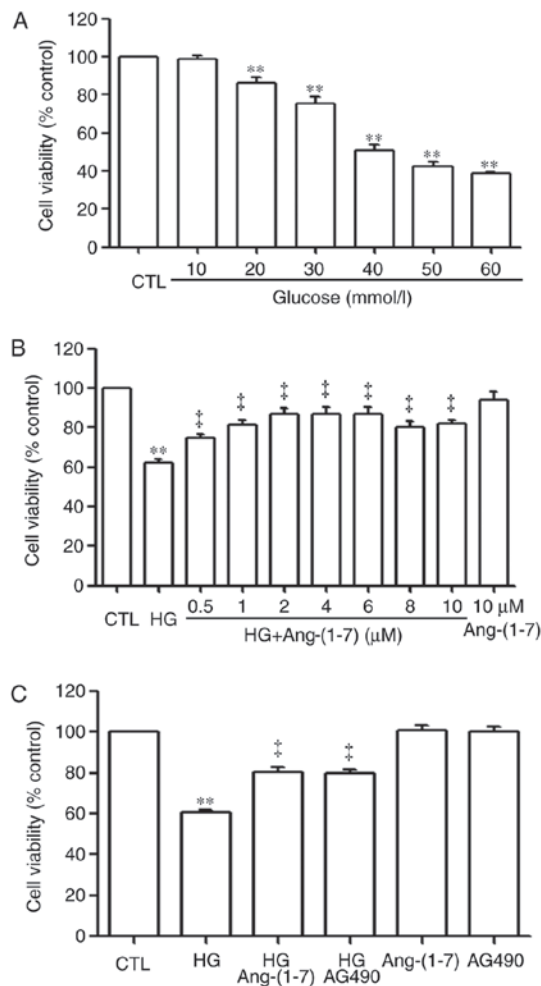 A
Cell viability (% control)
120
100
80
60
40
20
0
**
**
**
**
**
CTL
10 20 30 40 50 60
Glucose (mmol/l)
B
Cell viability (% control)
120
100
80
60
40
20
0
**
‡ ‡ ‡ ‡ ‡ ‡ ‡
CTL HG 0.5 1 2 4 6 8 10 10 µM
HG+Ang-(1-7) (µM) Ang-(1-7)
C
Cell viability (% control)
120
100
80
60
40
20
0
**
‡ ‡
CTL HG HG HG Ang-(1-7) AG490
Ang-(1-7) AG490